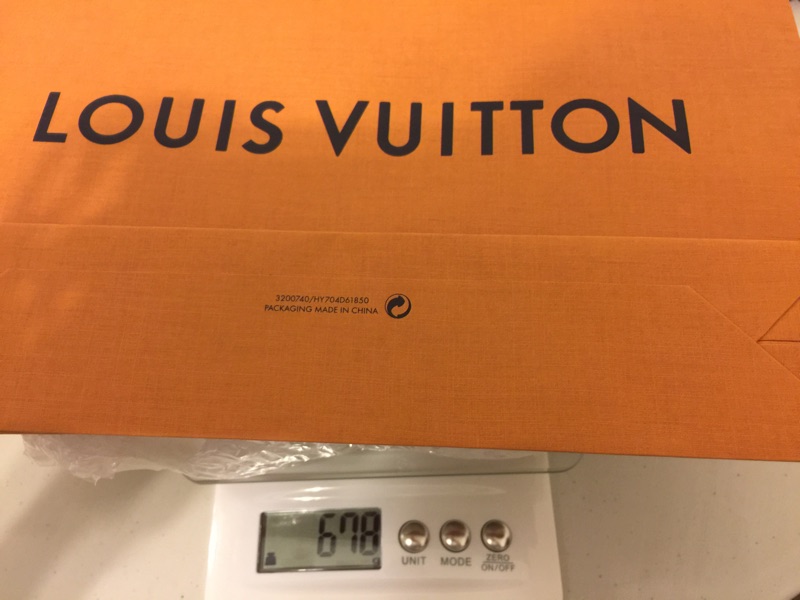 LOUIS VUITTON
3200740/HY704D61850
PACKAGING MADE IN CHINA
678 g
UNIT MODE ZERO
ON/OFF